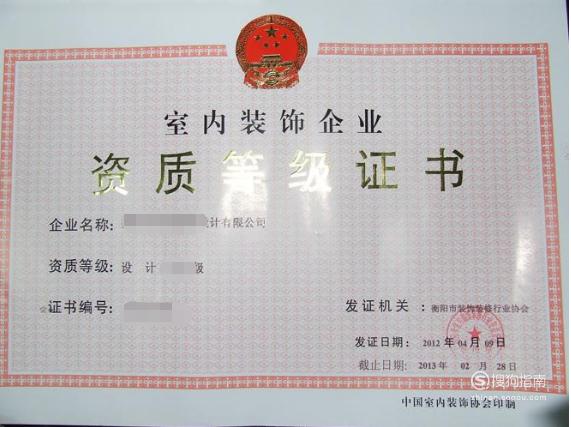 室内装饰企业
资质等级证书
企业名称: 设计有限公司
资质等级: 设 计 级
证书编号:
发证机关 : 衡阳市装饰装修行业协会
发证日期: 2012 年 04 月 09 日
截止日期: 2013 年 02 月 28 日
搜狗指南
中国室内装饰协会印制